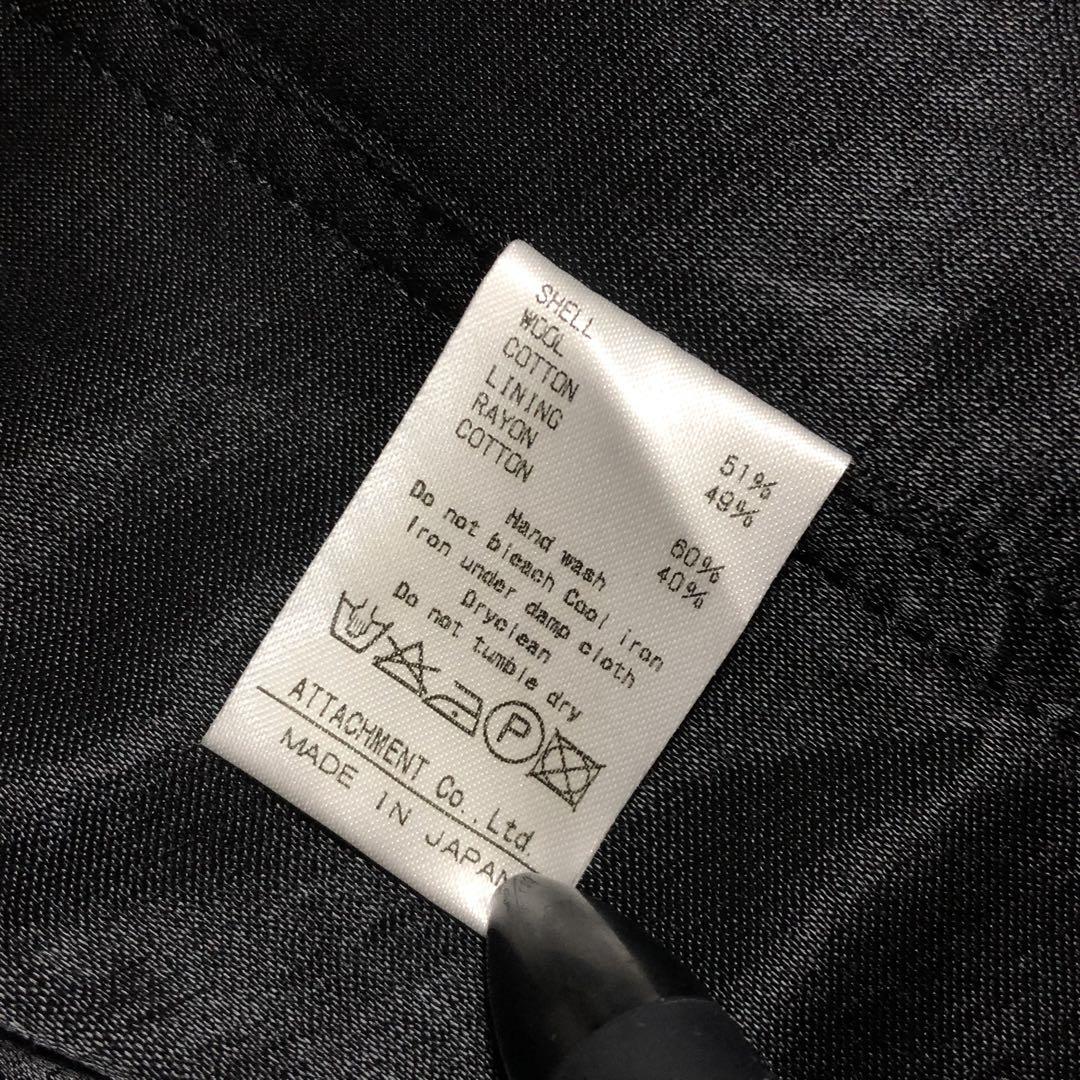 SHELL
WOOL 51%
COTTON 49%
LINING
RAYON 60%
COTTON 40%
Hand wash
Do not bleach Cool iron
Iron under damp cloth
Dryclean
Do not tumble dry
P
ATTACHMENT Co.,Ltd.
MADE IN JAPAN